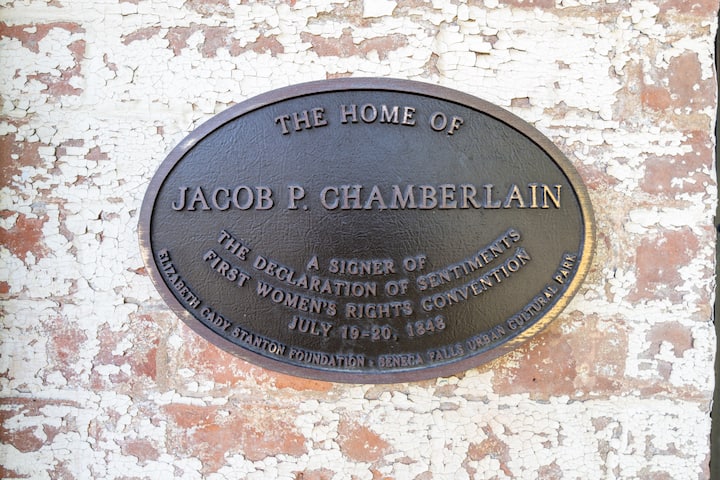 THE HOME OF
JACOB P. CHAMBERLAIN
A SIGNER OF
THE DECLARATION OF SENTIMENTS
FIRST WOMEN'S RIGHTS CONVENTION
JULY 19-20, 1848
ELIZABETH CADY STANTON FOUNDATION • SENECA FALLS URBAN CULTURAL PARK